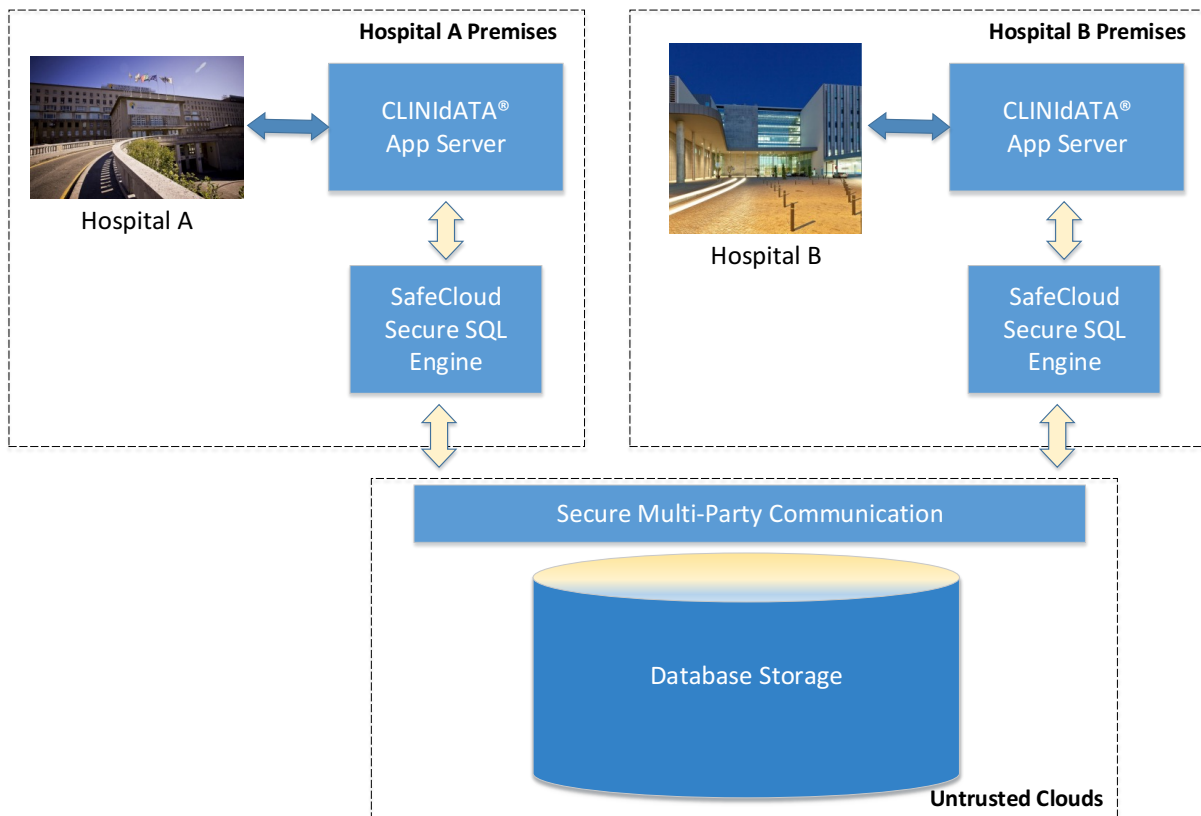 Hospital A Premises
CLINIdATA®
App Server
Hospital A
SafeCloud
Secure SQL
Engine
Hospital B Premises
CLINIdATA®
App Server
Hospital B
SafeCloud
Secure SQL
Engine
Secure Multi-Party Communication
Database Storage
Untrusted Clouds